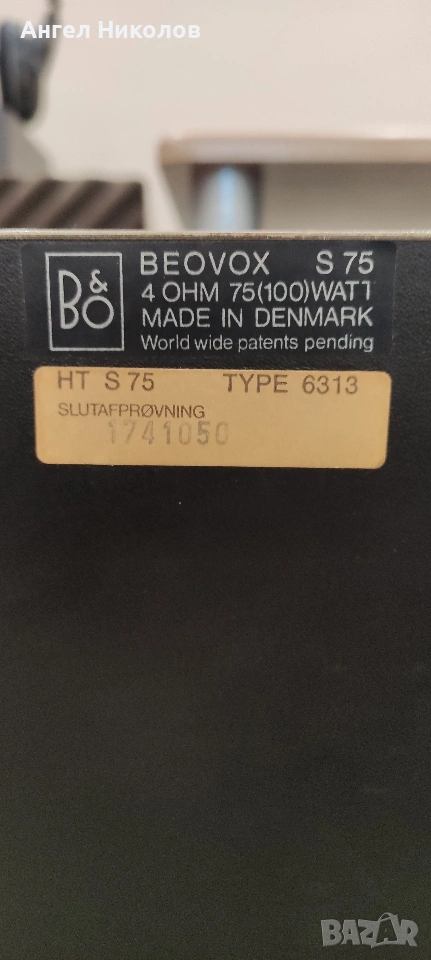 Ангел Николов
B&O
BEOVOX S 75
4 OHM 75(100)WATT
MADE IN DENMARK
World wide patents pending
HT S 75 TYPE 6313
SLUTAFPRØVNING
1741050
BAZAR